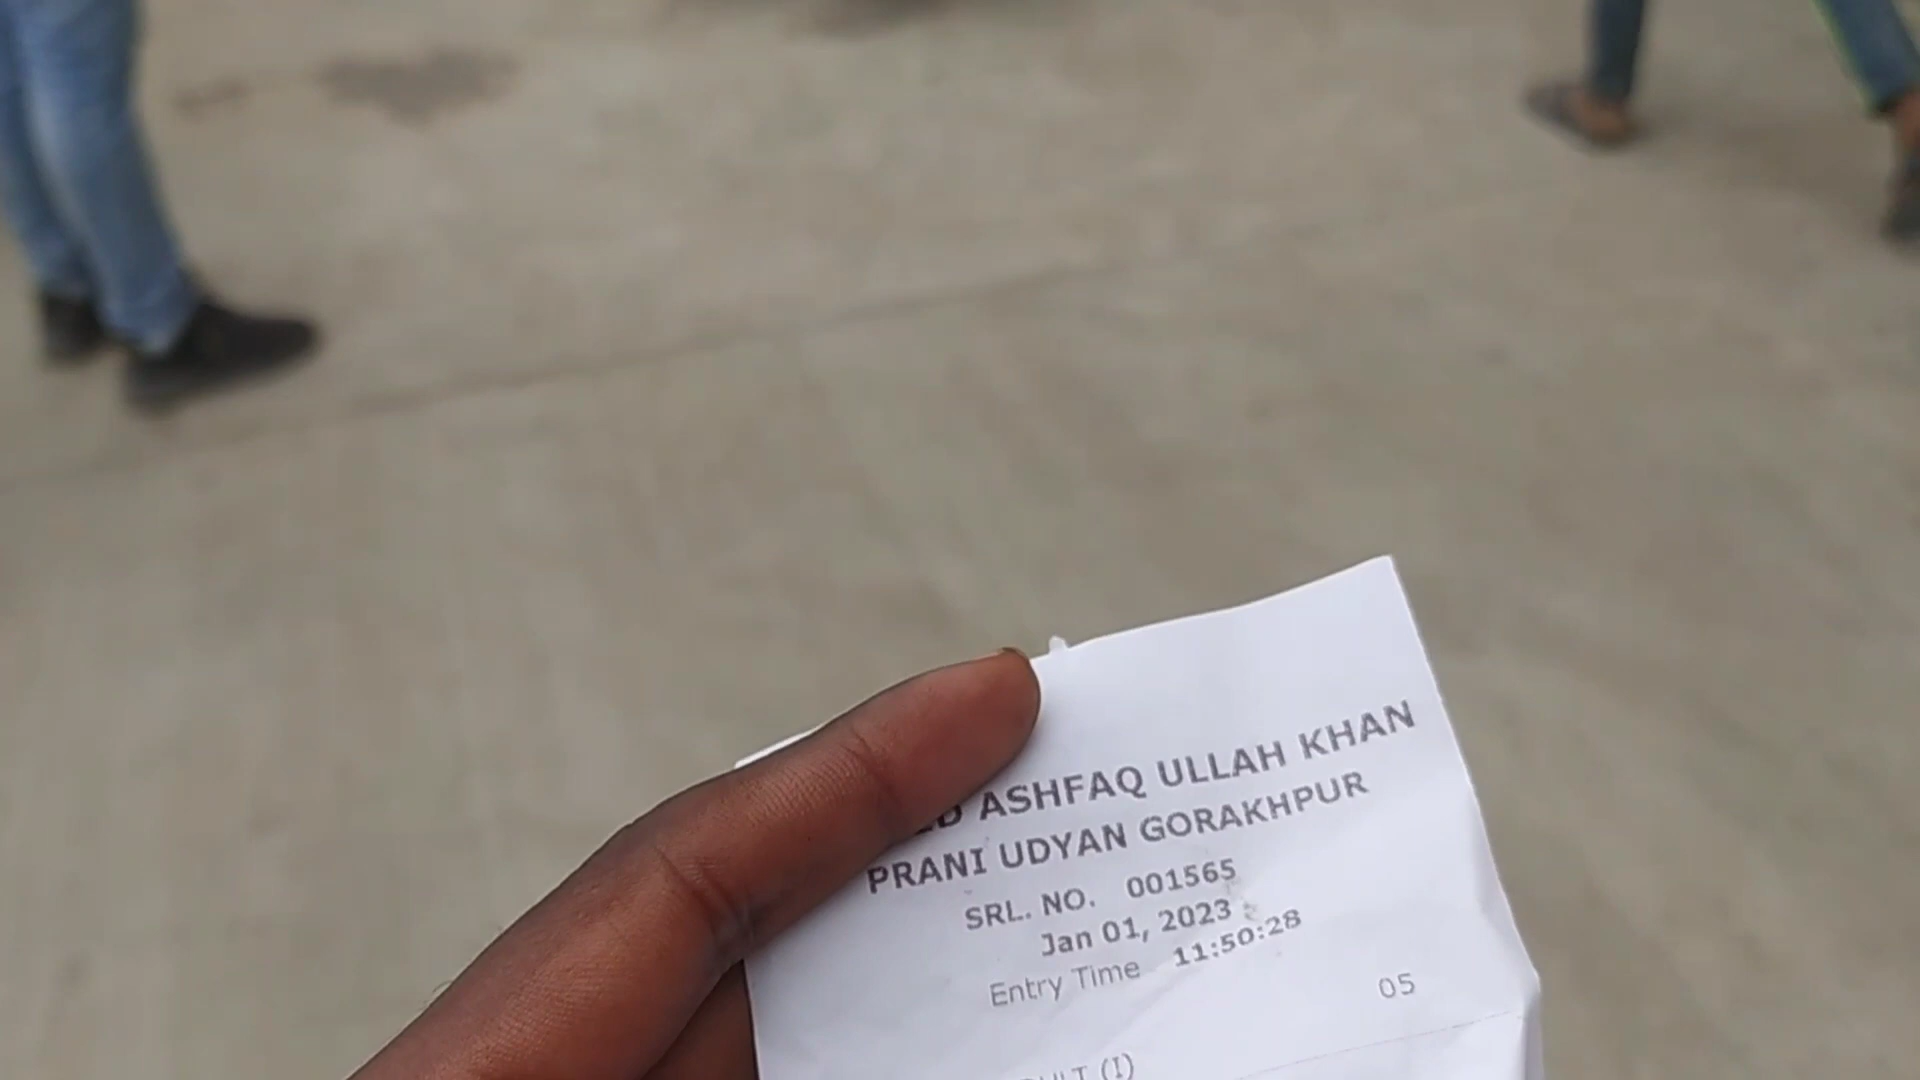 ASHFAQ ULLAH KHAN
PRANI UDYAN GORAKHPUR
SRL. NO. 001565
Jan 01, 2023
Entry Time 11:50:28
05
(I)